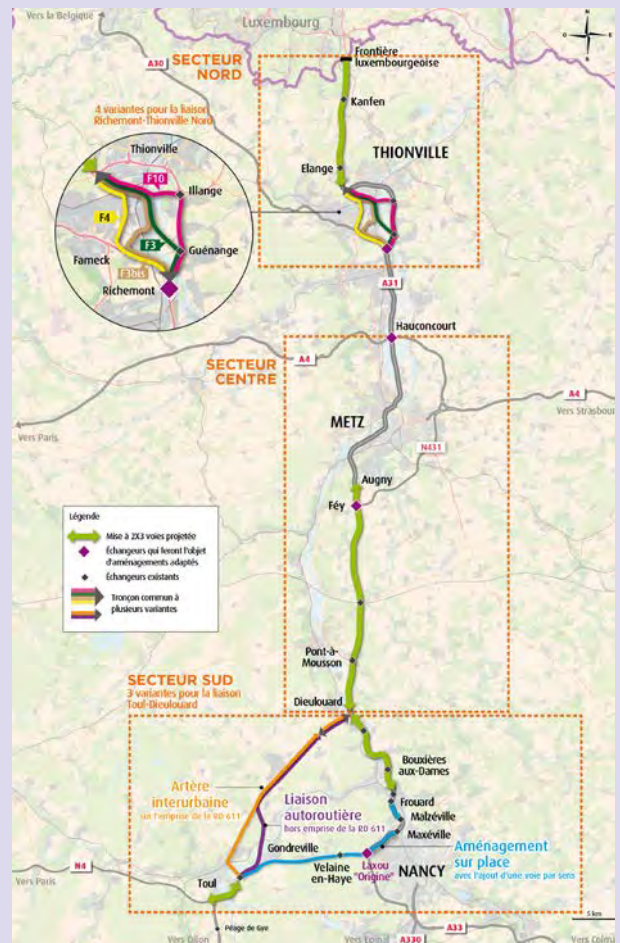 Vers la Belgique
Luxembourg
SECTEUR
NORD
Frontière
luxembourgeoise
A30
Kanfen
4 variantes pour la liaison
Richemont-Thionville Nord
THIONVILLE
Thionville
Elange
F10
Illange
F4
F3
Guénange
Fameck
F3bis
Richemont
A31
Hauconcourt
SECTEUR
CENTRE
A4
A4
Vers Strasbour
Vers Paris
METZ
N431
Augny
Féy
Légende
Mise à 2X3 voies projetée
Échangeurs qui feront l'objet
d'aménagements adaptés
Échangeurs existants
Tronçon commun à
plusieurs variantes
Pont-à-
Mousson
SECTEUR SUD
3 variantes pour la liaison
Toul-Dieulouard
Dieulouard
Bouxières
aux-Dames
Artère
interurbaine
sur l'emprise de la RD 611
Liaison
autoroutière
hors emprise de la RD 611
Frouard
Malzéville
Maxéville
Aménagement
sur place
avec l'ajout d'une voie par sens
Gondreville
N4
Velaine
en-Haye
Laxou
"Origine"
NANCY
Vers Paris
Toul
5 km
Péage de Gye
A33
Vers Dijon
Vers Epinal
A330
Vers Colma